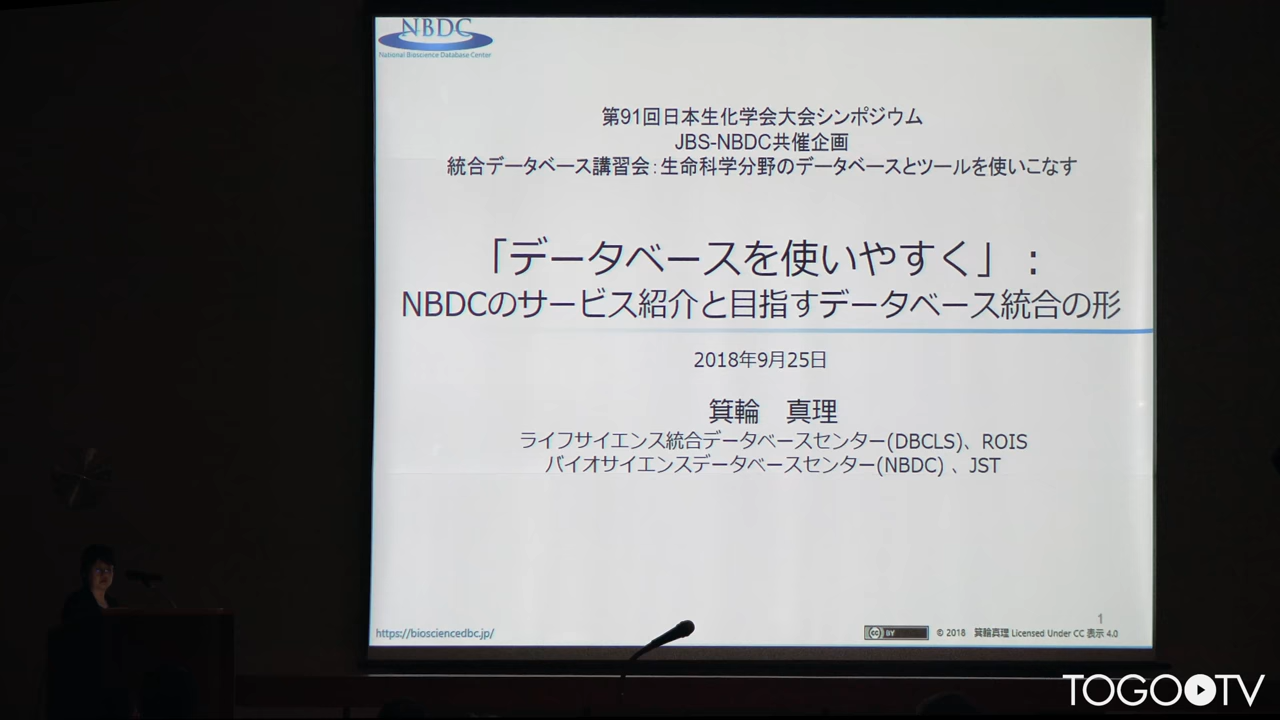 NBDC
National Bioscience Database Center
第91回日本生化学会大会シンポジウム
JBS-NBDC共催企画
統合データベース講習会：生命科学分野のデータベースとツールを使いこなす
「データベースを使いやすく」：
NBDCのサービス紹介と目指すデータベース統合の形
2018年9月25日
箕輪　真理
ライフサイエンス統合データベースセンター(DBCLS)、ROIS
バイオサイエンスデータベースセンター(NBDC) 、JST
1
https://biosciencedbc.jp/
cc BY
© 2018 箕輪真理 Licensed Under CC 表示 4.0
TOGOTV